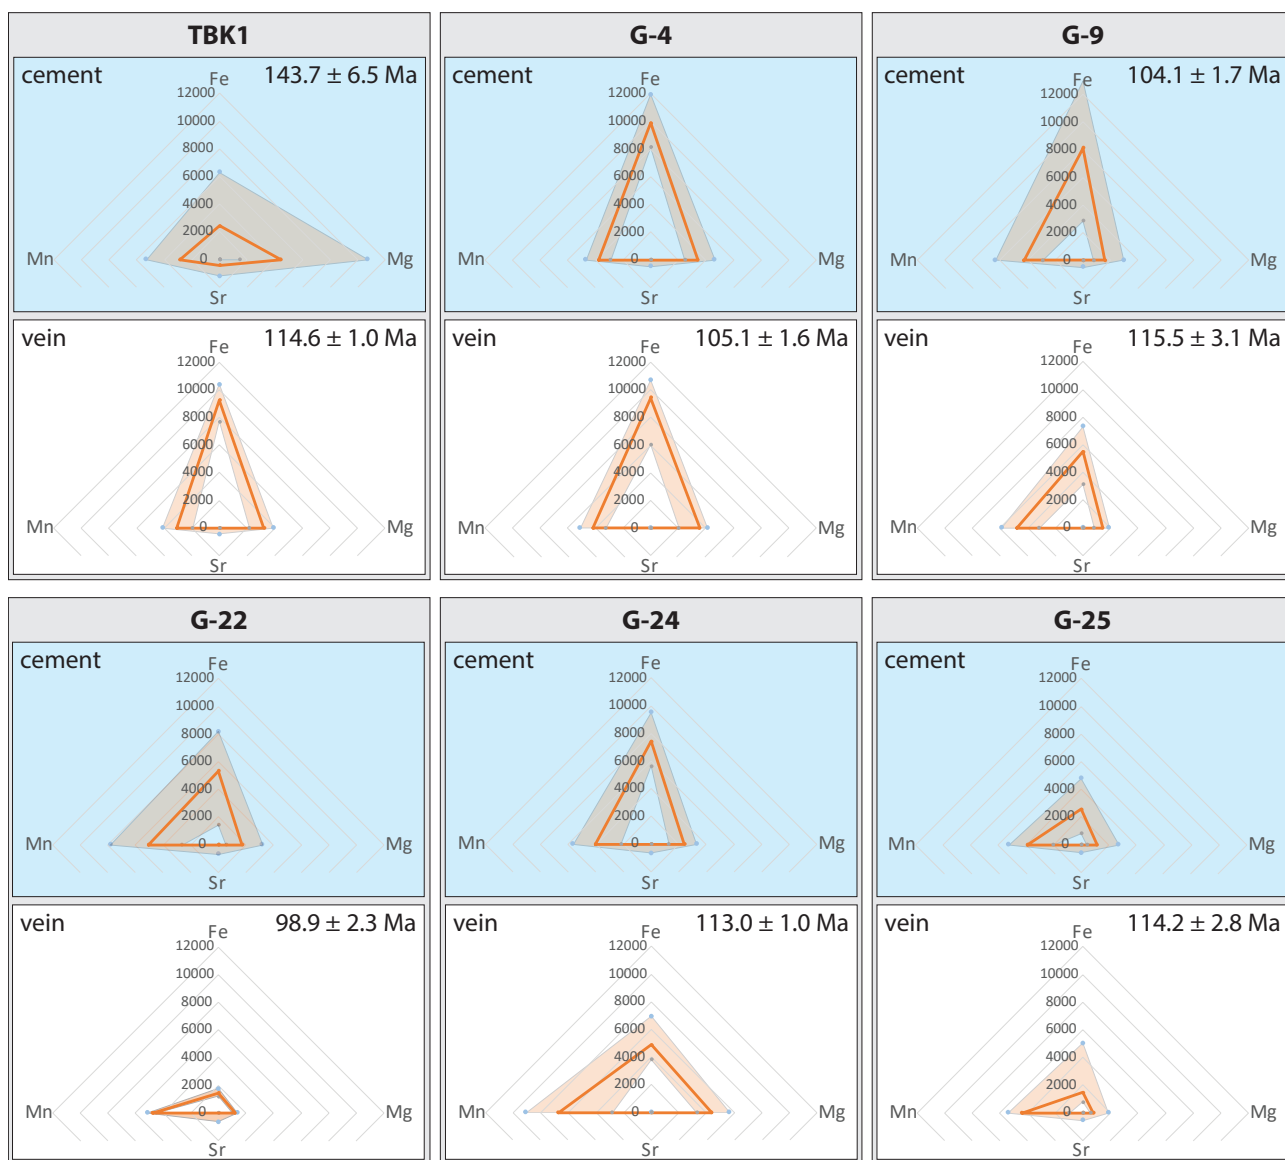 TBK1
cement 143.7 ± 6.5 Ma
Fe
12000
10000
8000
6000
4000
2000
0
Mn Mg
Sr
vein 114.6 ± 1.0 Ma
Fe
12000
10000
8000
6000
4000
2000
0
Mn Mg
Sr
G-4
cement
Fe
12000
10000
8000
6000
4000
2000
0
Mn Mg
Sr
vein 105.1 ± 1.6 Ma
Fe
12000
10000
8000
6000
4000
2000
0
Mn Mg
Sr
G-9
cement 104.1 ± 1.7 Ma
Fe
12000
10000
8000
6000
4000
2000
0
Mn Mg
Sr
vein 115.5 ± 3.1 Ma
Fe
12000
10000
8000
6000
4000
2000
0
Mn Mg
Sr
G-22
cement
Fe
12000
10000
8000
6000
4000
2000
0
Mn Mg
Sr
vein 98.9 ± 2.3 Ma
Fe
12000
10000
8000
6000
4000
2000
0
Mn Mg
Sr
G-24
cement
Fe
12000
10000
8000
6000
4000
2000
0
Mn Mg
Sr
vein 113.0 ± 1.0 Ma
Fe
12000
10000
8000
6000
4000
2000
0
Mn Mg
Sr
G-25
cement
Fe
12000
10000
8000
6000
4000
2000
0
Mn Mg
Sr
vein 114.2 ± 2.8 Ma
Fe
12000
10000
8000
6000
4000
2000
0
Mn Mg
Sr